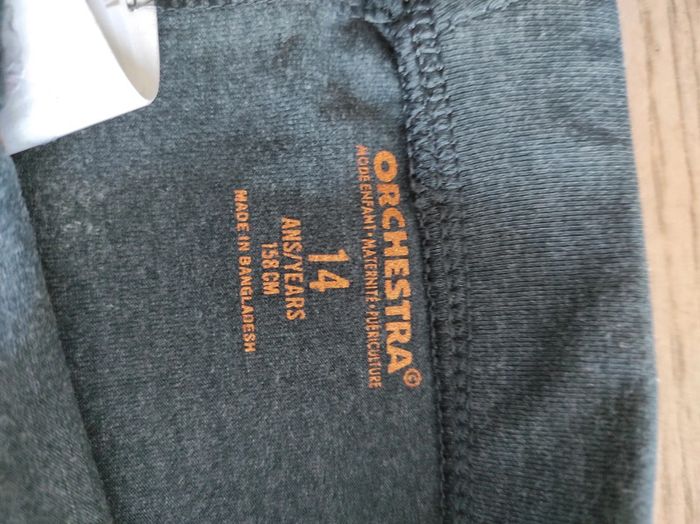 ORCHESTRA®
MODE ENFANT • MATERNITÉ • PUÉRICULTURE
14
ANS/YEARS
158 CM
MADE IN BANGLADESH